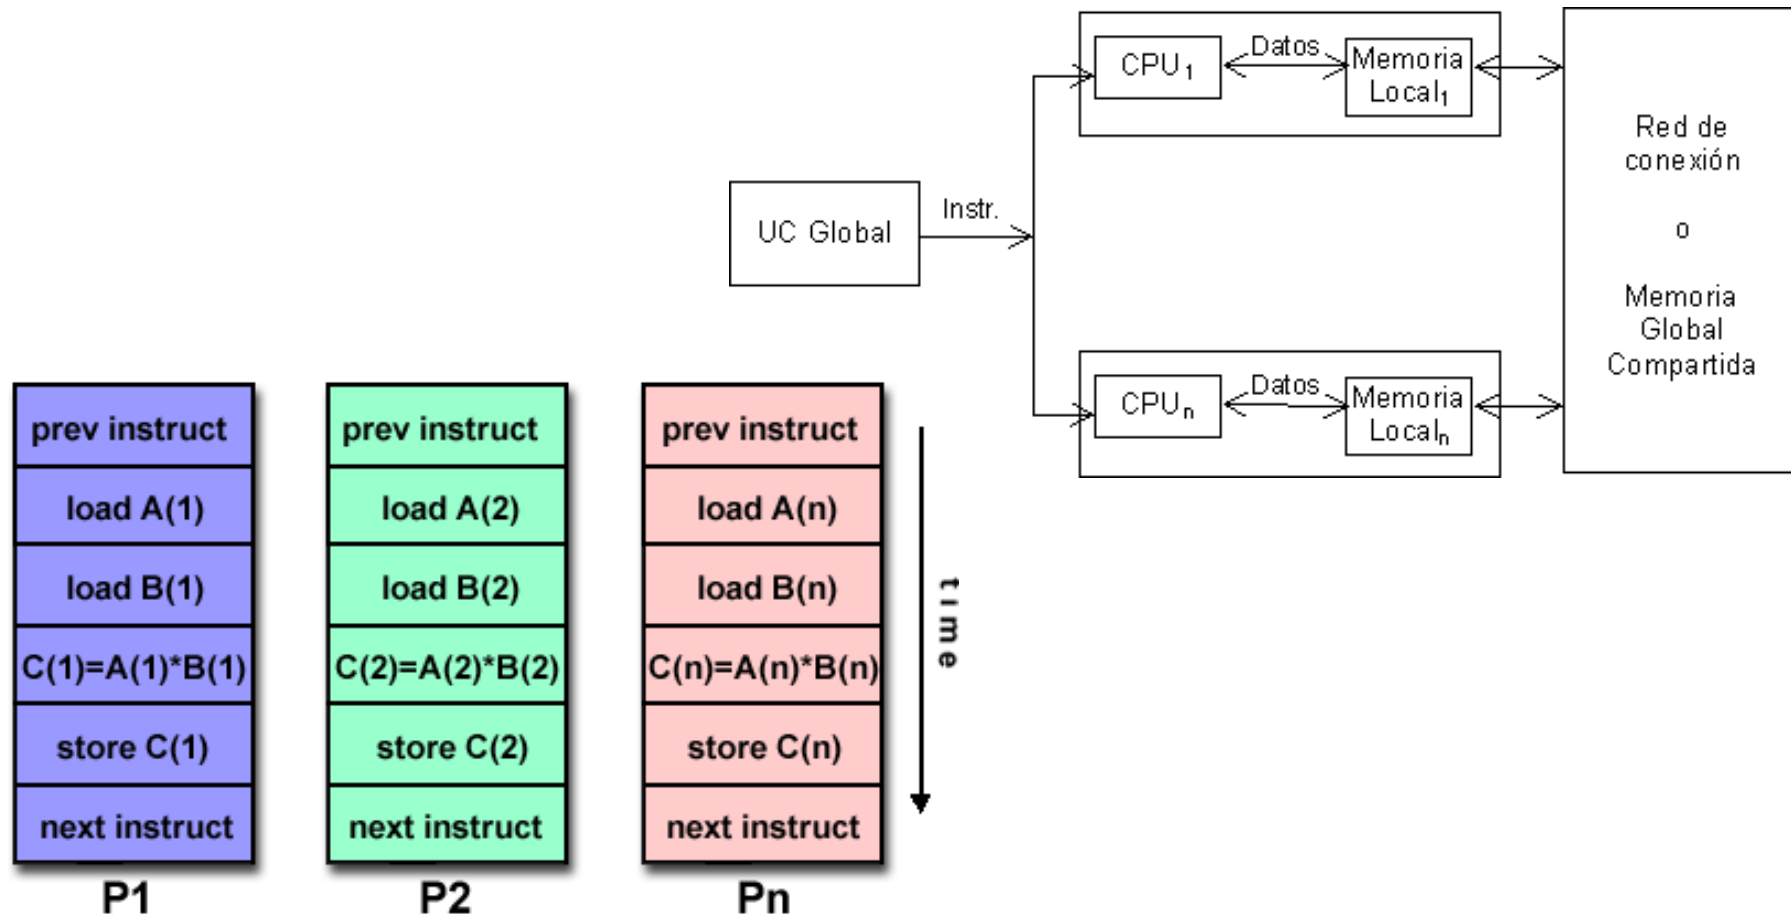 CPU1
Datos
Memoria
Local1
Red de
conexión
o
Memoria
Global
Compartida
UC Global
Instr.
CPUn
Datos
Memoria
Localn
prev instruct
load A(1)
load B(1)
C(1)=A(1)*B(1)
store C(1)
next instruct
P1
prev instruct
load A(2)
load B(2)
C(2)=A(2)*B(2)
store C(2)
next instruct
P2
prev instruct
load A(n)
load B(n)
C(n)=A(n)*B(n)
store C(n)
next instruct
Pn
time